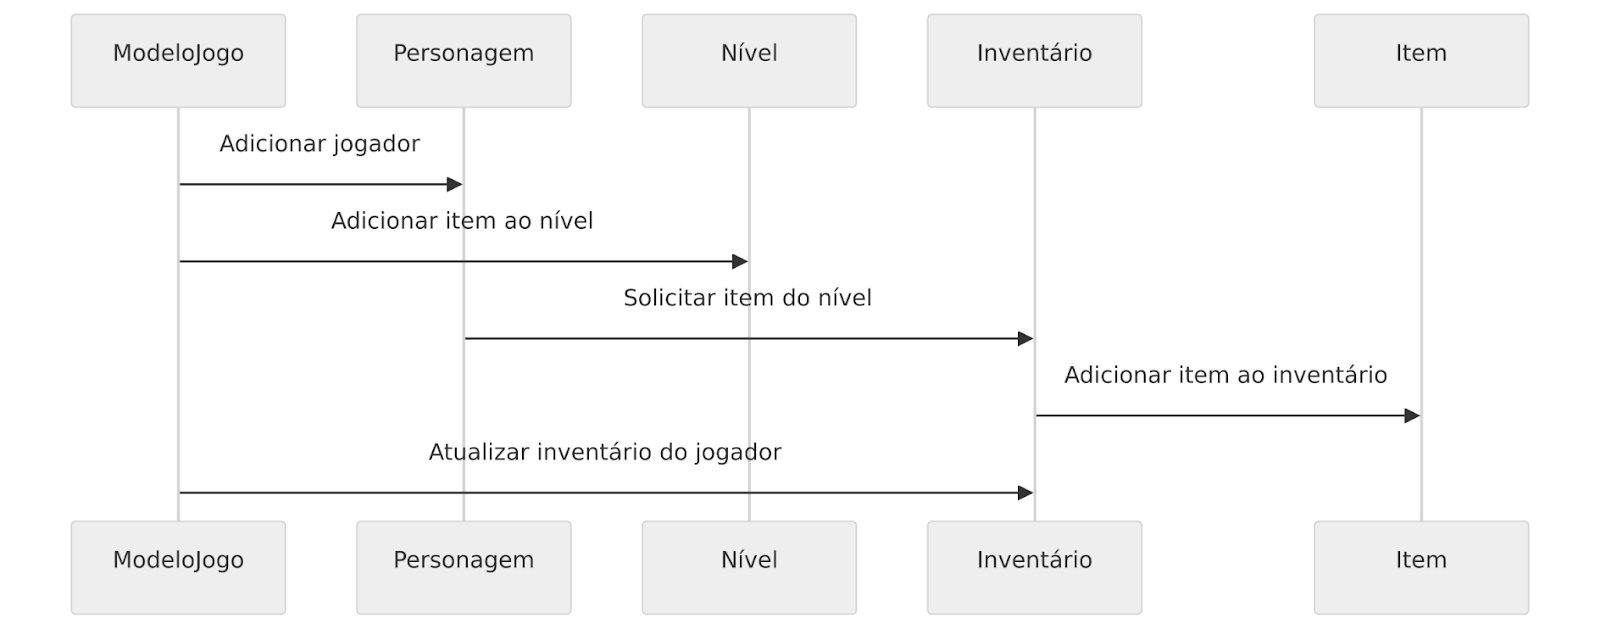 ModeloJogo
Personagem
Nível
Inventário
Item
Adicionar jogador
Adicionar item ao nível
Solicitar item do nível
Adicionar item ao inventário
Atualizar inventário do jogador
ModeloJogo
Personagem
Nível
Inventário
Item